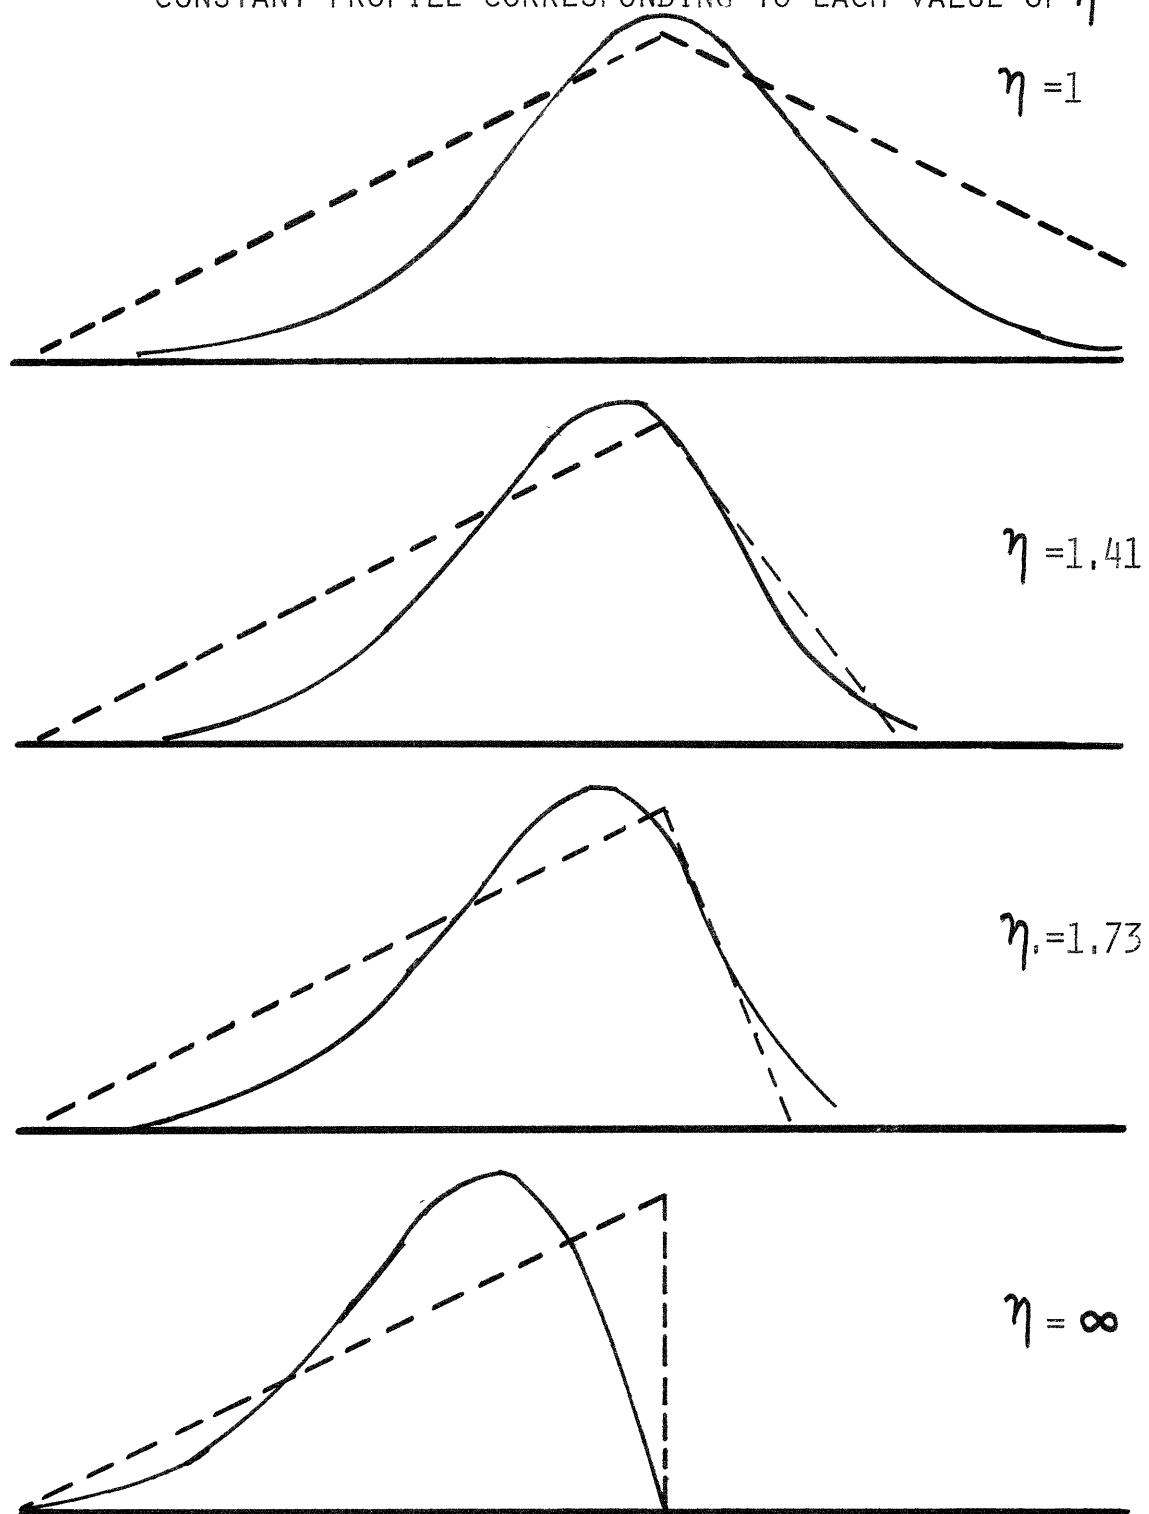 CONSTANT PROFILE CORRESPONDING TO EACH VALUE OF η
η =1
η =1.41
η.=1.73
η = ∞